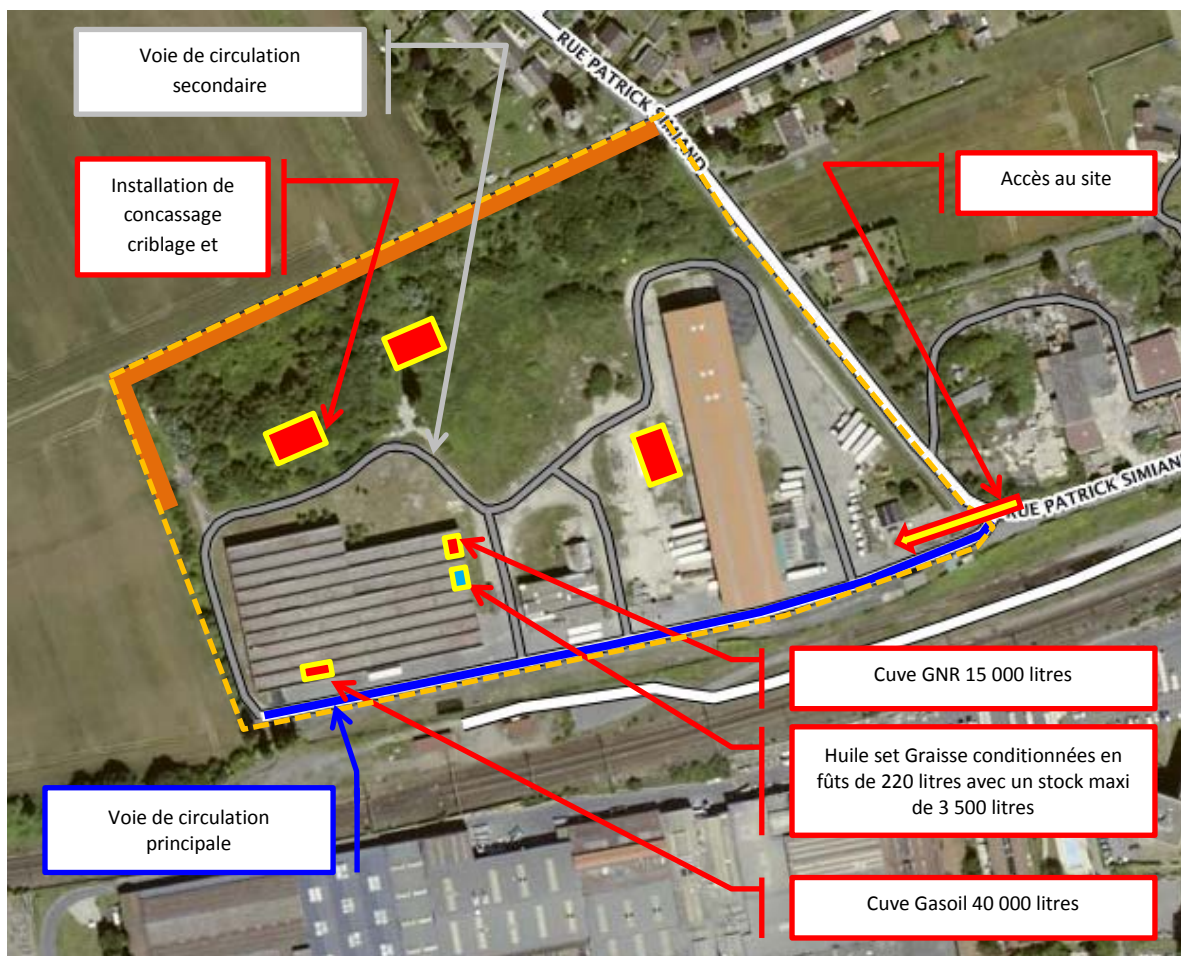 Voie de circulation
secondaire
RUE PATRICK SIMIAND
Installation de
concassage
criblage et
Accès au site
RUE PATRICK SIMIAND
Cuve GNR 15 000 litres
Huile set Graisse conditionnées en
fûts de 220 litres avec un stock maxi
de 3 500 litres
Voie de circulation
principale
Cuve Gasoil 40 000 litres